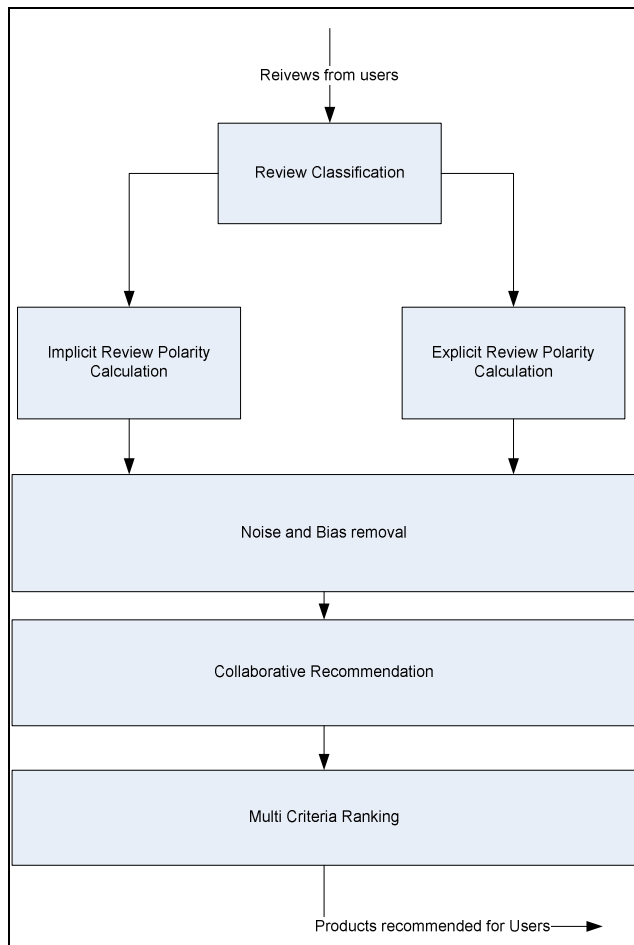 Reivews from users
Review Classification
Implicit Review Polarity
Calculation
Explicit Review Polarity
Calculation
Noise and Bias removal
Collaborative Recommendation
Multi Criteria Ranking
Products recommended for Users